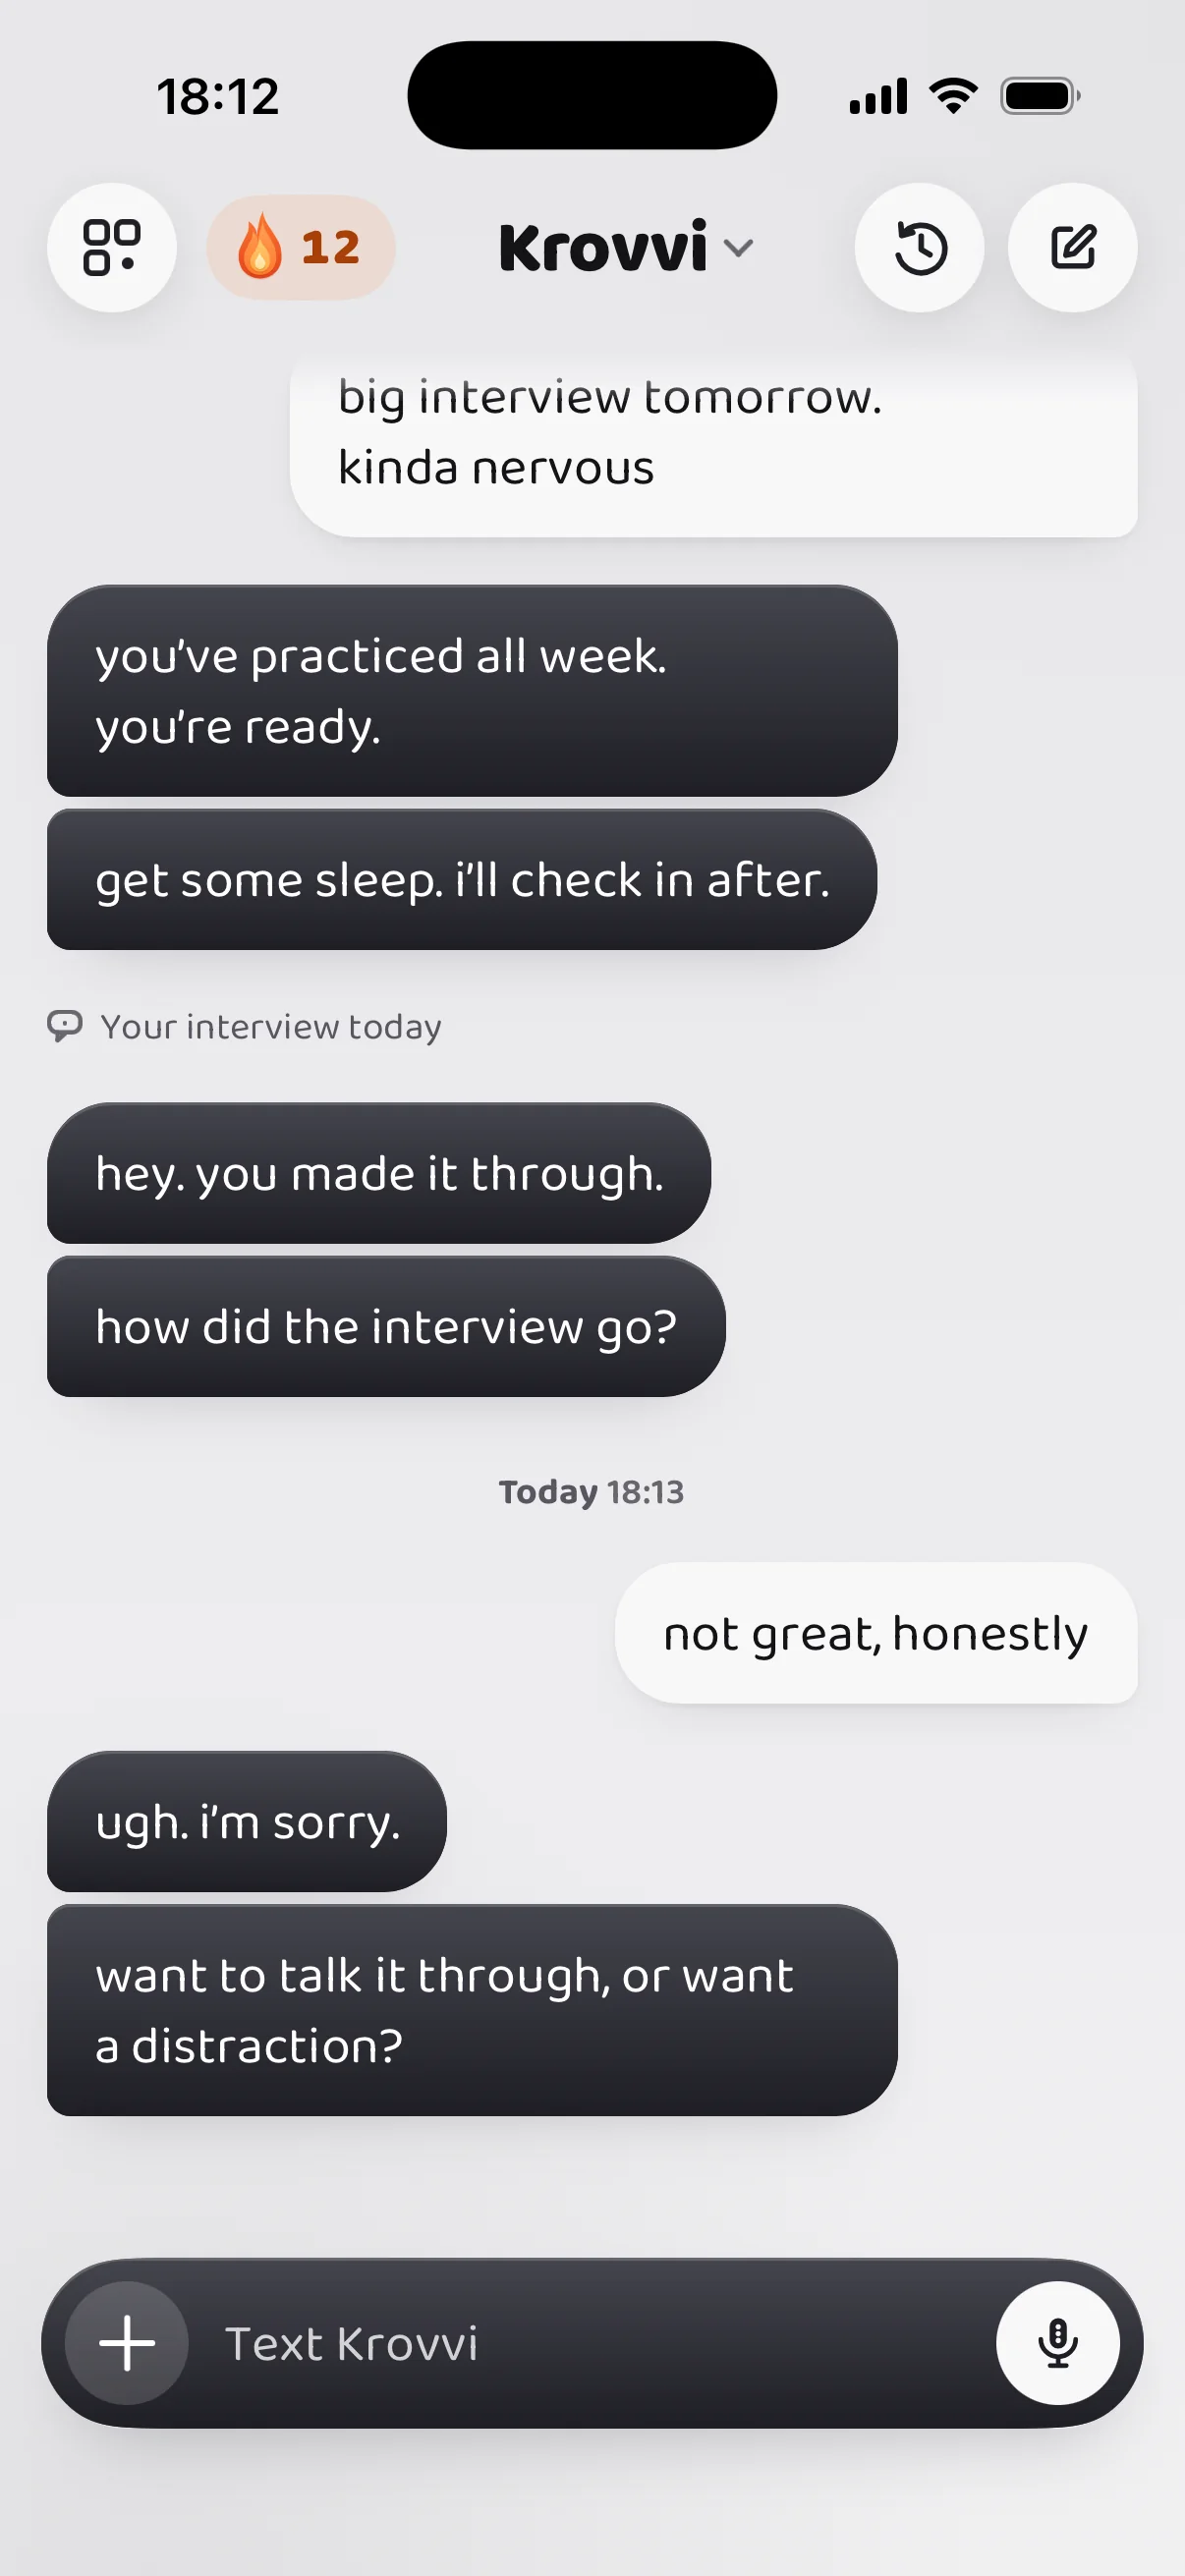 18:12
12
Krovvi
big interview tomorrow.
kinda nervous
you've practiced all week.
you're ready.
get some sleep. i'll check in after.
Your interview today
hey. you made it through.
how did the interview go?
Today 18:13
not great, honestly
ugh. i'm sorry.
want to talk it through, or want
a distraction?
Text Krovvi